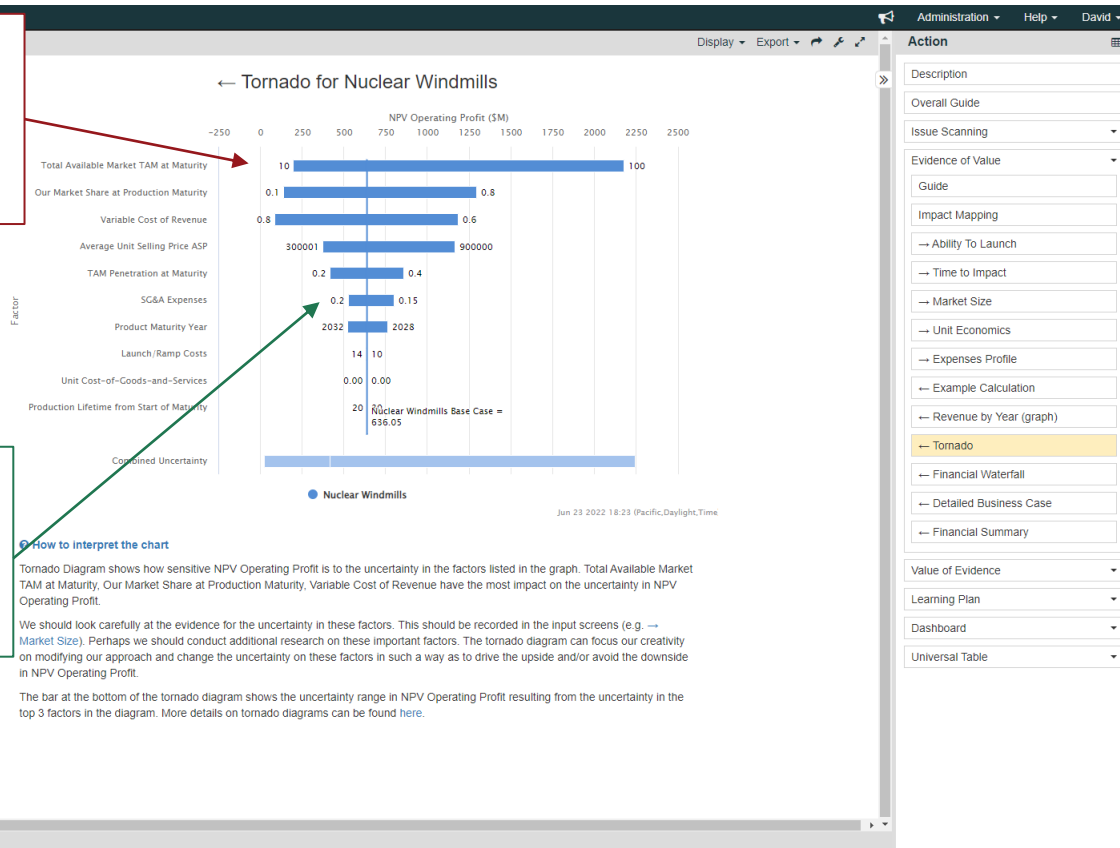 Administration Help David
Display Export
Action
← Tornado for Nuclear Windmills
NPV Operating Profit ($M)
−250 0 250 500 750 1000 1250 1500 1750 2000 2250 2500
Factor
Total Available Market TAM at Maturity 10 100
Our Market Share at Production Maturity 0.1 0.8
Variable Cost of Revenue 0.8 0.6
Average Unit Selling Price ASP 300001 900000
TAM Penetration at Maturity 0.2 0.4
SG&A Expenses 0.2 0.15
Product Maturity Year 2032 2028
Launch/Ramp Costs 14 10
Unit Cost-of-Goods-and-Services 0.00 0.00
Production Lifetime from Start of Maturity 20 20
Nuclear Windmills Base Case =
636.05
Combined Uncertainty
Nuclear Windmills
Jun 23 2022 18:23 (Pacific,Daylight,Time
How to interpret the chart
Tornado Diagram shows how sensitive NPV Operating Profit is to the uncertainty in the factors listed in the graph. Total Available Market
TAM at Maturity, Our Market Share at Production Maturity, Variable Cost of Revenue have the most impact on the uncertainty in NPV
Operating Profit.
We should look carefully at the evidence for the uncertainty in these factors. This should be recorded in the input screens (e.g. →
Market Size). Perhaps we should conduct additional research on these important factors. The tornado diagram can focus our creativity
on modifying our approach and change the uncertainty on these factors in such a way as to drive the upside and/or avoid the downside
in NPV Operating Profit.
The bar at the bottom of the tornado diagram shows the uncertainty range in NPV Operating Profit resulting from the uncertainty in the
top 3 factors in the diagram. More details on tornado diagrams can be found here.
Description
Overall Guide
Issue Scanning
Evidence of Value
Guide
Impact Mapping
→ Ability To Launch
→ Time to Impact
→ Market Size
→ Unit Economics
→ Expenses Profile
← Example Calculation
← Revenue by Year (graph)
← Tornado
← Financial Waterfall
← Detailed Business Case
← Financial Summary
Value of Evidence
Learning Plan
Dashboard
Universal Table